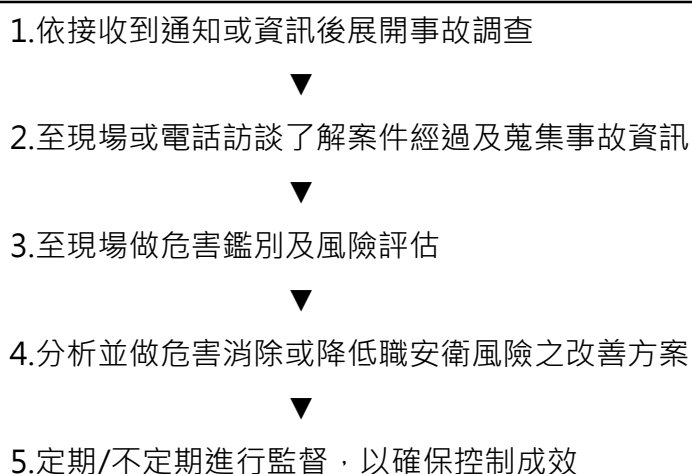 1.依接收到通知或資訊後展開事故調查
▼
2.至現場或電話訪談了解案件經過及蒐集事故資訊
▼
3.至現場做危害鑑別及風險評估
▼
4.分析並做危害消除或降低職安衛風險之改善方案
▼
5.定期/不定期進行監督，以確保控制成效